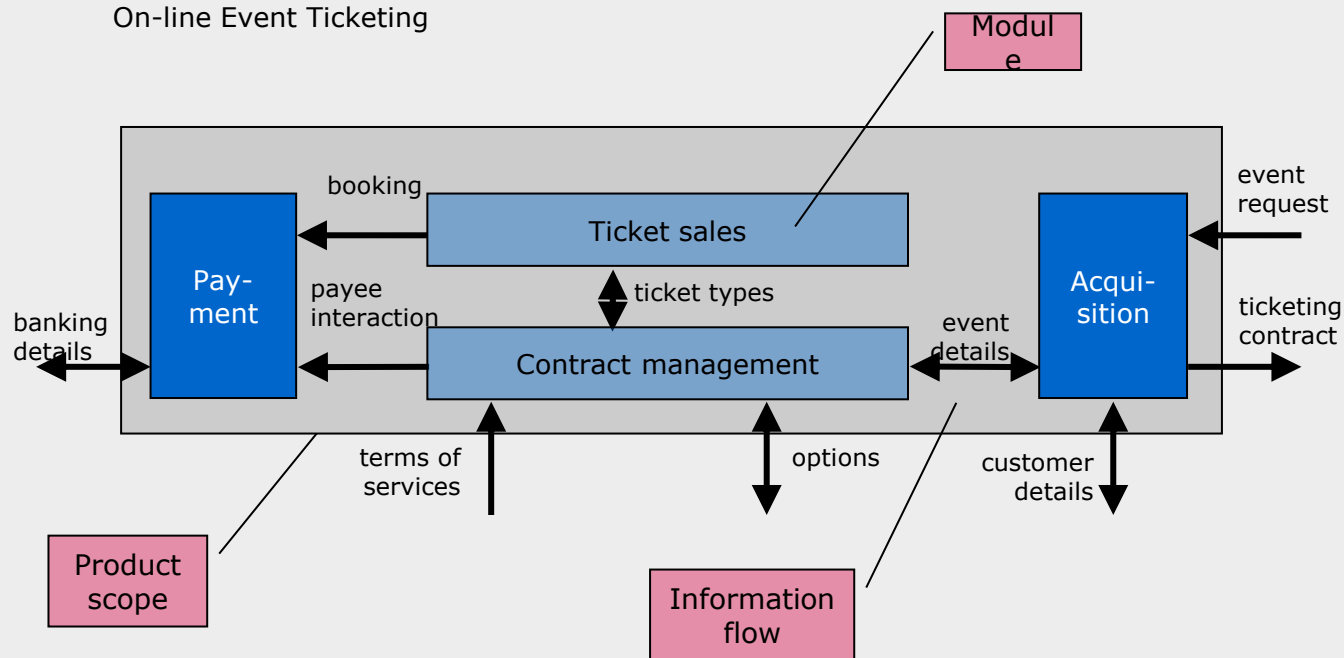 On-line Event Ticketing
Modul
e
booking
Ticket sales
event
request
Pay-
ment
payee
interaction
ticket types
Acqui-
sition
banking
details
Contract management
event
details
ticketing
contract
terms of
services
options
customer
details
Product
scope
Information
flow